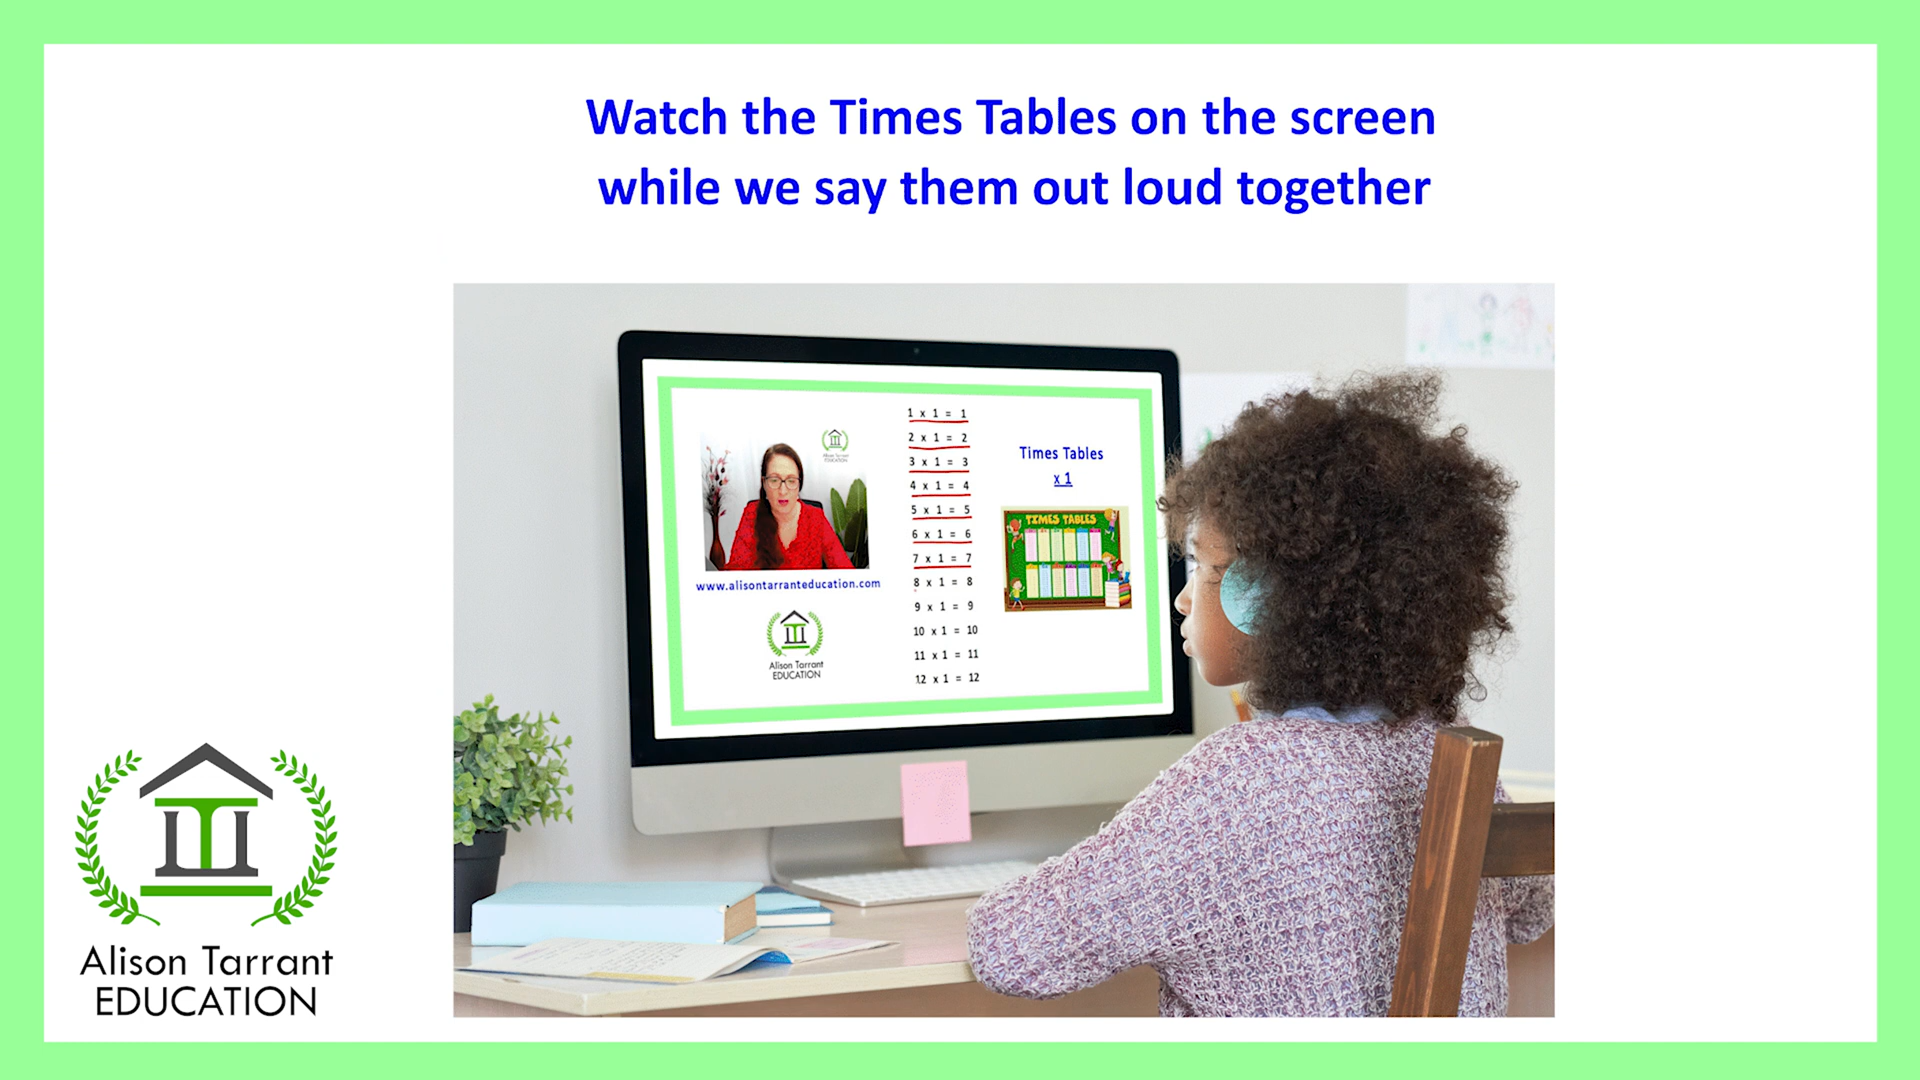 Watch the Times Tables on the screen
while we say them out loud together
1 x 1 = 1
2 x 1 = 2
3 x 1 = 3
4 x 1 = 4
5 x 1 = 5
6 x 1 = 6
7 x 1 = 7
8 x 1 = 8
9 x 1 = 9
10 x 1 = 10
11 x 1 = 11
12 x 1 = 12
Times Tables
x 1
TIMES TABLES
Alison Tarrant
EDUCATION
www.alisontarranteducation.com
Alison Tarrant
EDUCATION
Alison Tarrant
EDUCATION